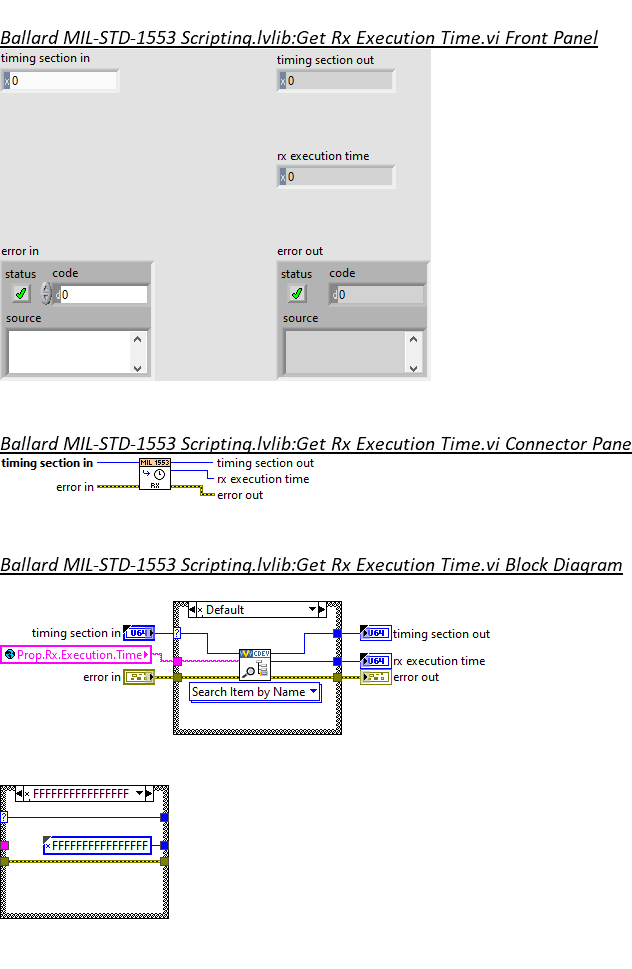 Ballard MIL-STD-1553 Scripting.lvlib:Get Rx Execution Time.vi Front Panel
timing section in
timing section out
x 0
x 0
rx execution time
x 0
error in
error out
status code
status code
d 0
d 0
source
source
Ballard MIL-STD-1553 Scripting.lvlib:Get Rx Execution Time.vi Connector Pane
timing section in
MIL 1553
timing section out
rx execution time
error in
RX
error out
Ballard MIL-STD-1553 Scripting.lvlib:Get Rx Execution Time.vi Block Diagram
x Default
timing section in
U64
?
U64
timing section out
Prop.Rx.Execution.Time
CDEV
U64
rx execution time
error in
error out
Search Item by Name
x FFFFFFFFFFFFFFFF
?
x FFFFFFFFFFFFFFFF